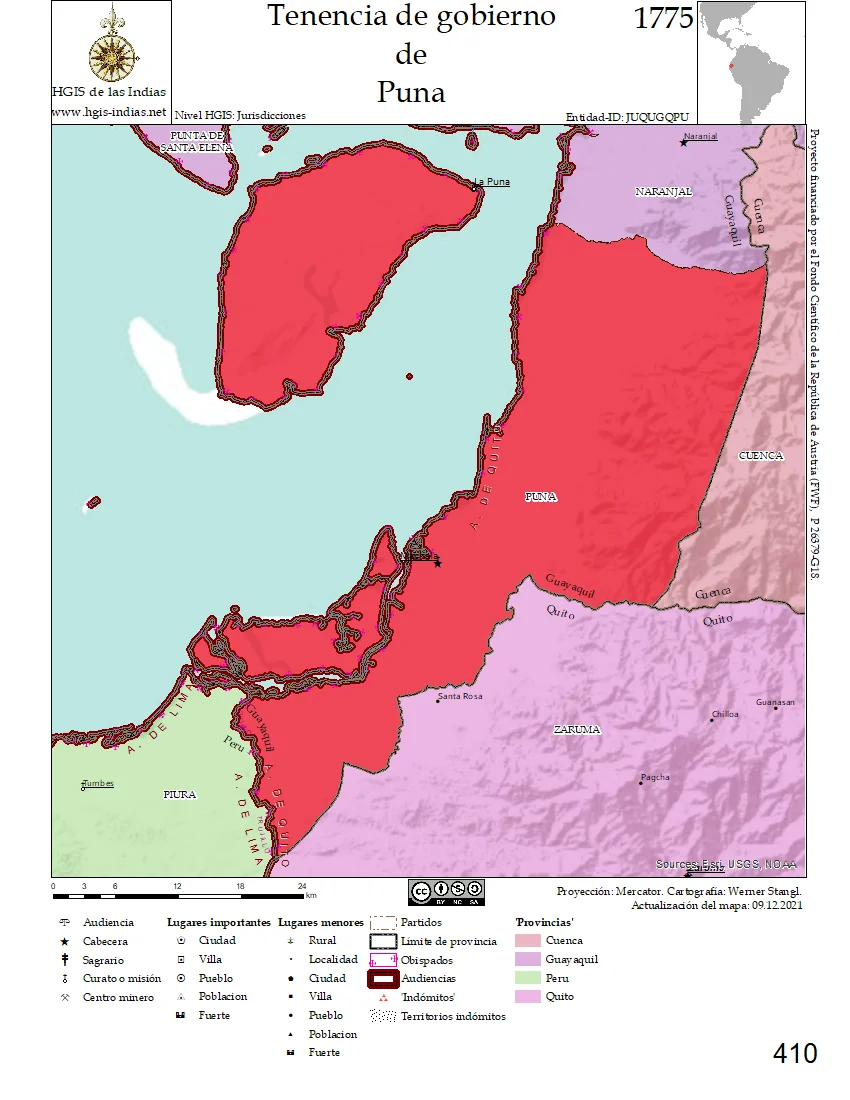 Tenencia de gobierno
de
Puna
1775
HGIS de las Indias
www.hgis-indias.net
Nivel HGIS: Jurisdicciones
Entidad-ID: JUQUGQPU
PUNTA DE
SANTA ELENA
La Puna
Naranjal
NARANJAL
Guayaquil
Cuenca
CUENCA
PUNA
A. DE QUITO
Guayaquil
Quito
Cuenca
Quito
Santa Rosa
Guanasan
Chilloa
ZARUMA
Pagcha
A. DE LIMA
Guayaquil
Peru
Tumbes
PIURA
A. DE LIMA
TRUJILLO
A. DE QUITO
Sources: Esri, USGS, NOAA
Proyecto financiado por el Fondo Científico de la República de Austria (FWF), P 26379-G18.
0 3 6 12 18 24
km
CC BY NC SA
Proyección: Mercator. Cartografía: Werner Stangl.
Actualización del mapa: 09.12.2021
Audiencia
Cabecera
Sagrario
Curato o misión
Centro minero
Lugares importantes
Ciudad
Villa
Pueblo
Poblacion
Fuerte
Lugares menores
Rural
Localidad
Ciudad
Villa
Pueblo
Poblacion
Fuerte
Partidos
Límite de provincia
Obispados
Audiencias
'Indómitos'
Territorios indómitos
'Provincias'
Cuenca
Guayaquil
Peru
Quito
410